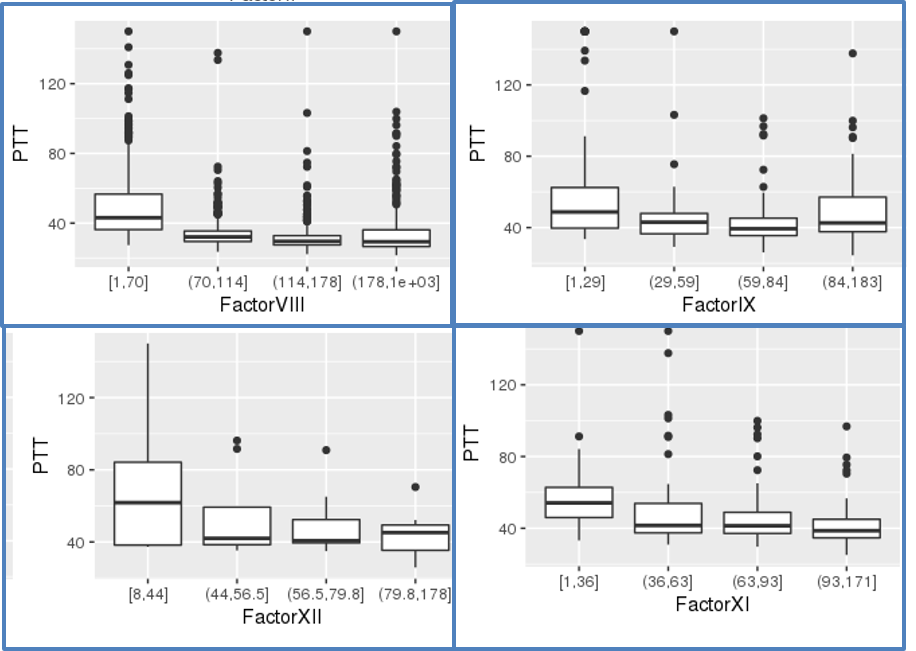 PTT
120
80
40
[1,70] (70,114] (114,178] (178,1e+03]
FactorVIII
PTT
120
80
40
[1,29] (29,59] (59,84] (84,183]
FactorIX
PTT
120
80
40
[8,44] (44,56.5] (56.5,79.8] (79.8,178]
FactorXII
PTT
120
80
40
[1,36] (36,63] (63,93] (93,171]
FactorXI